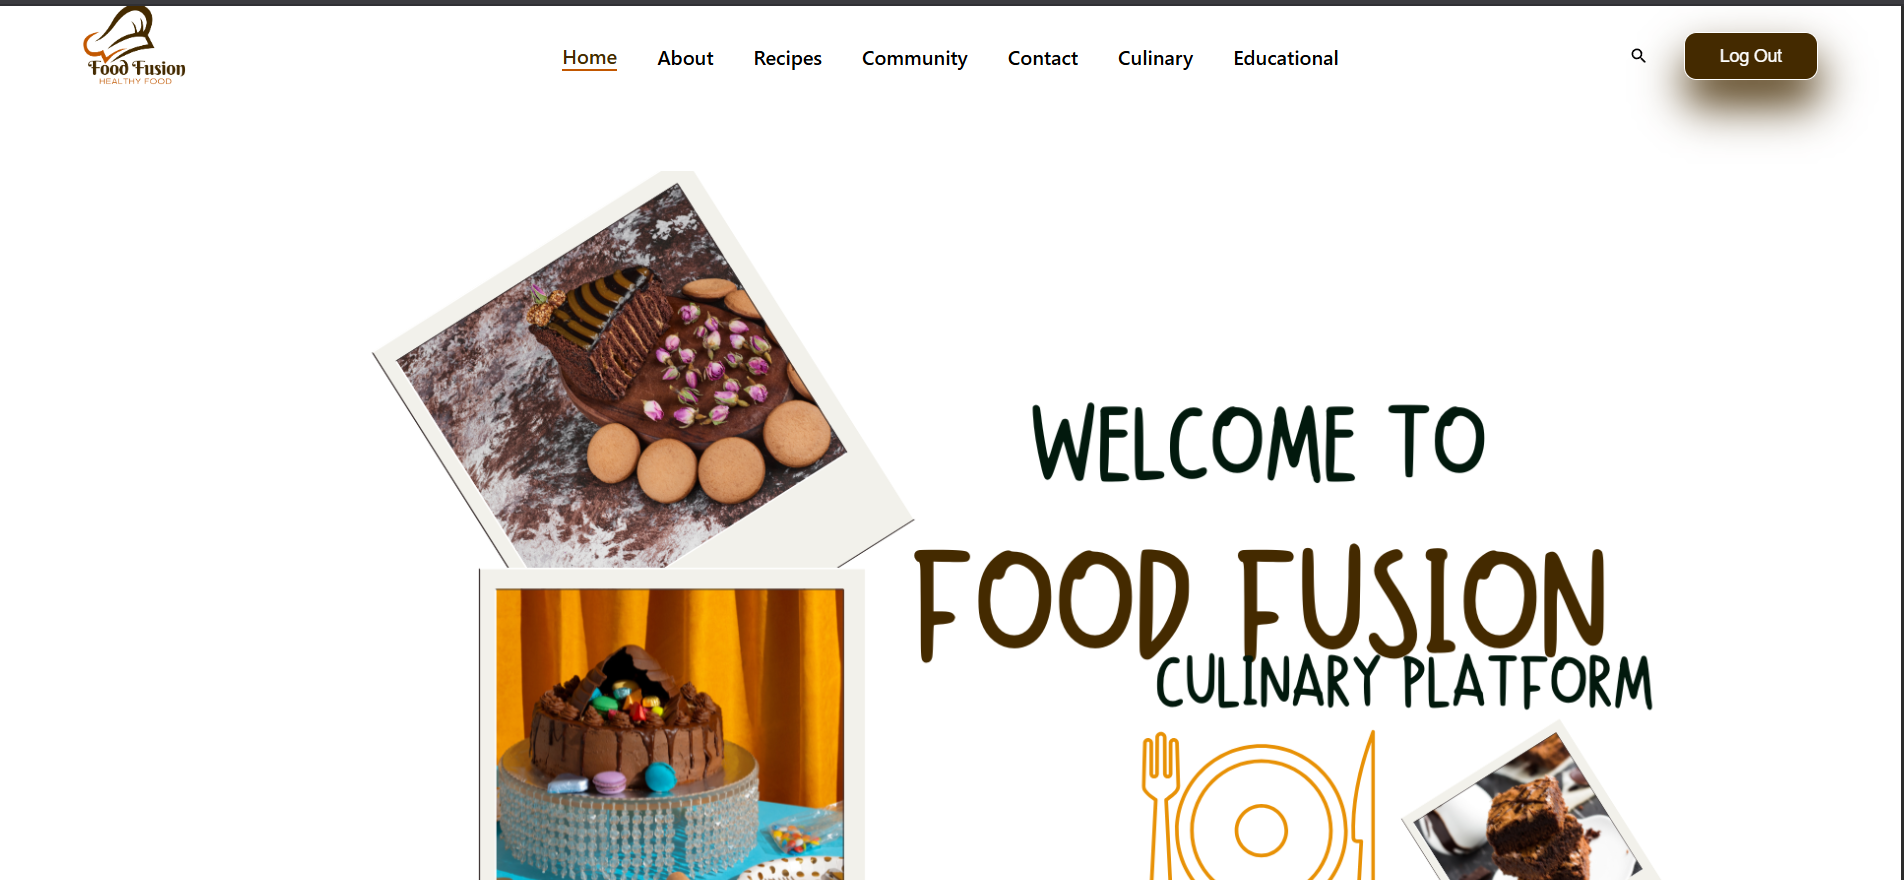 Food Fusion
HEALTHY FOOD
Home About Recipes Community Contact Culinary Educational
Log Out
WELCOME TO
FOOD FUSION
CULINARY PLATFORM